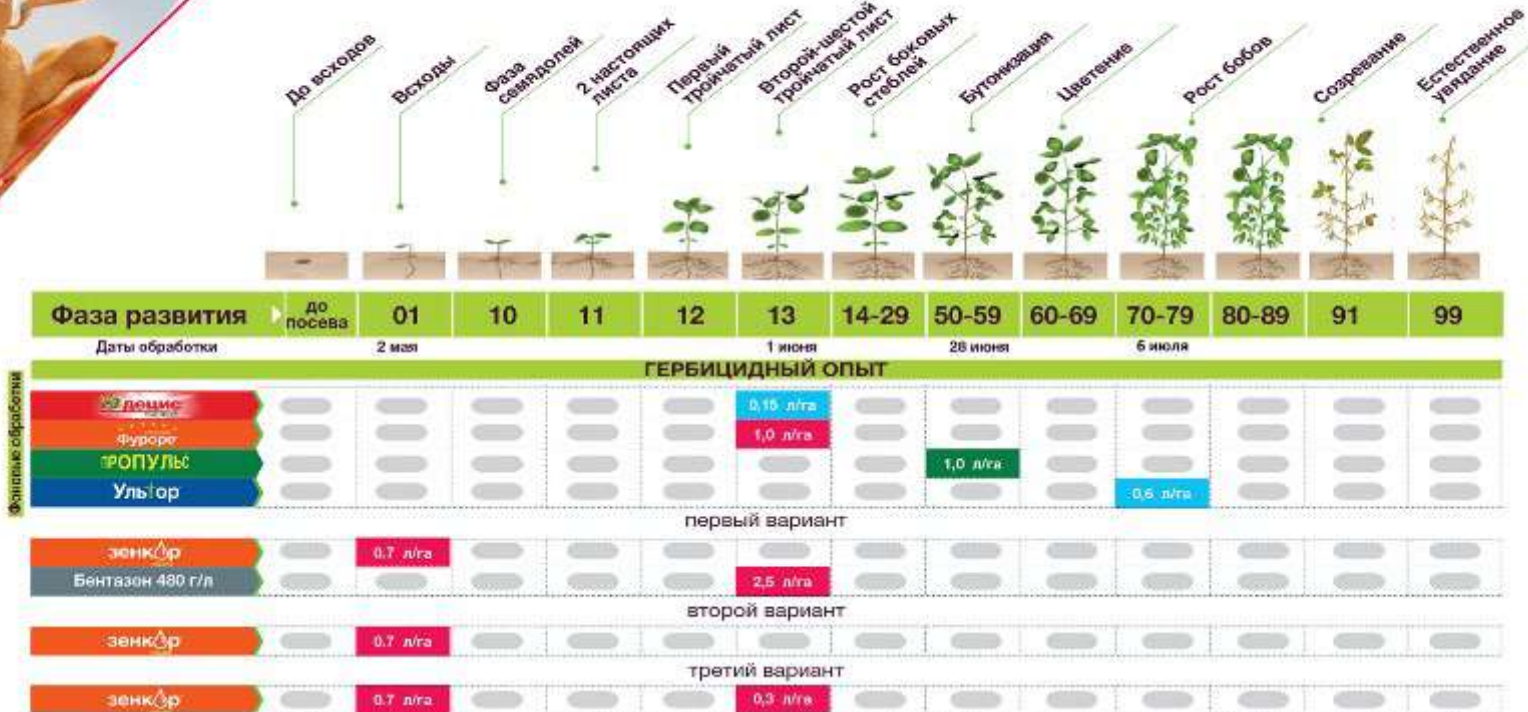 До всходов
Всходы
Фаза
семядолей
2 настоящих
листа
Первый
тройчатый лист
Второй-шестой
тройчатый лист
Рост боковых
стеблей
Бутонизация
Цветение
Рост бобов
Созревание
Естественное
увядание
Фаза развития до посева 01 10 11 12 13 14-29 50-59 60-69 70-79 80-89 91 99
Даты обработки 2 мая 1 июня 28 июня 6 июля
ГЕРБИЦИДНЫЙ ОПЫТ
Фоновые обработки
децис 0,15 л/га
Фуроре 1,0 л/га
ПРОПУЛЬС 1,0 л/га
Ультор 0,6 л/га
первый вариант
зенкор 0.7 л/га
Бентазон 480 г/л 2,5 л/га
второй вариант
зенкор 0.7 л/га
третий вариант
зенкор 0.7 л/га 0,3 л/га